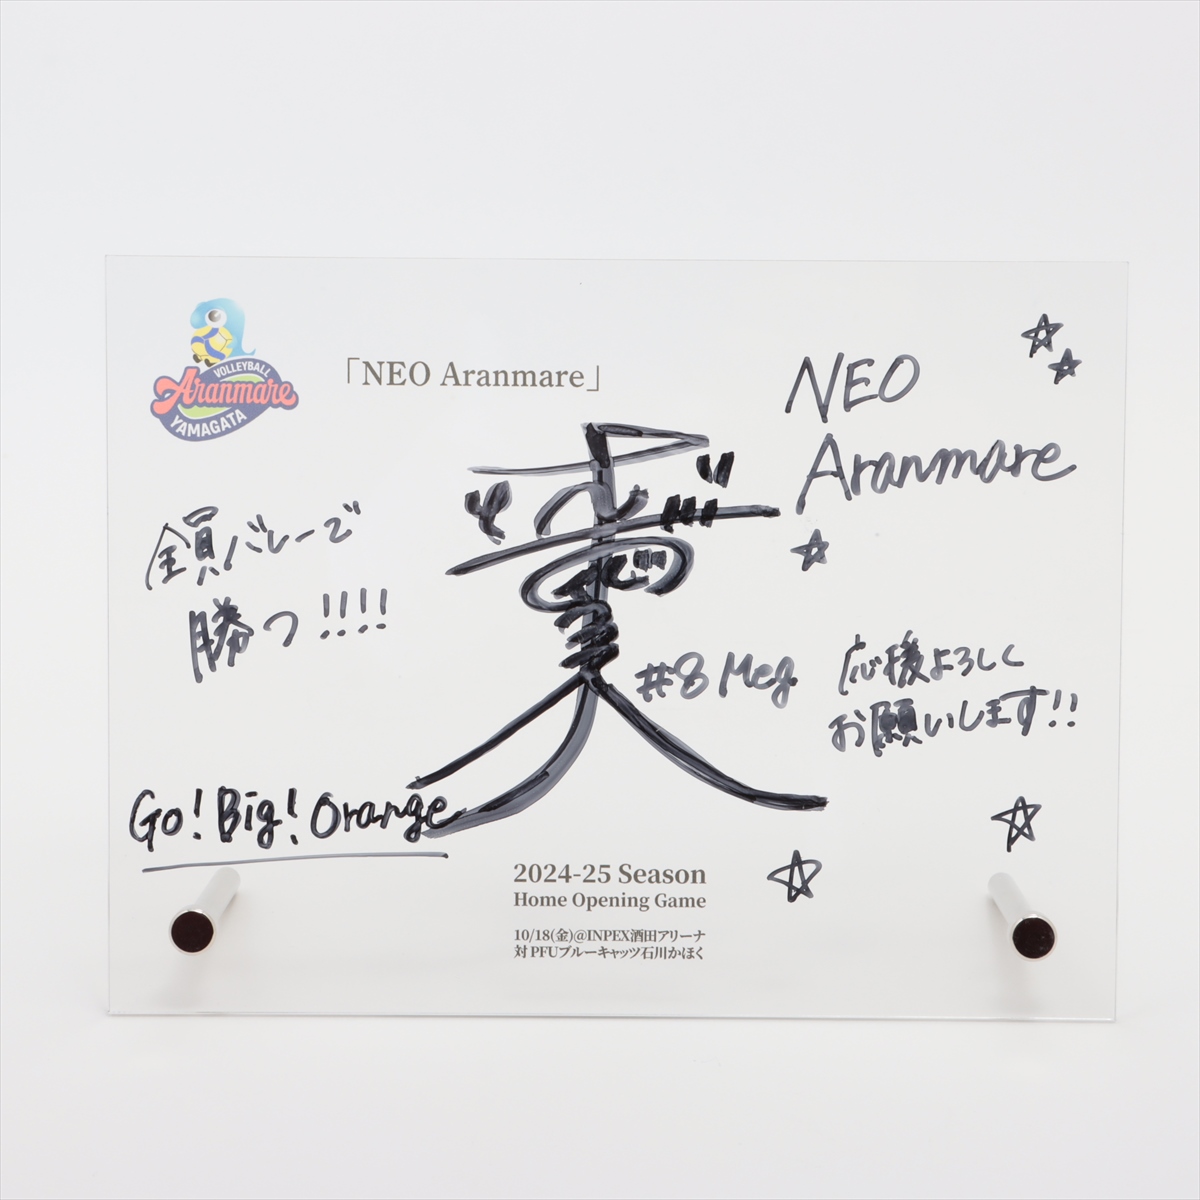 VOLLEYBALL
Aranmare
YAMAGATA
「NEO Aranmare」
NEO
Aranmare
全員バレーで
勝つ!!!!
#8 Meg
応援よろしく
お願いします!!
Go! Big! Orange
2024-25 Season
Home Opening Game
10/18(金)@INPEX酒田アリーナ
対 PFUブルーキャッツ石川かほく